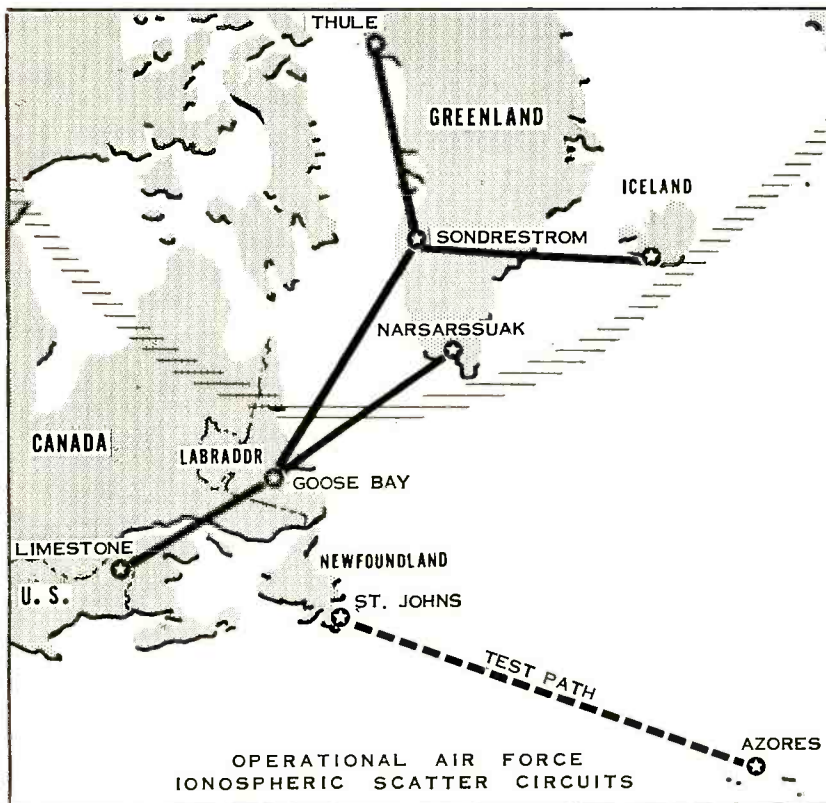 THULE
GREENLAND
ICELAND
SONDRESTROM
NARSARSSUAK
CANADA
LABRADDR
GOOSE BAY
LIMESTONE
NEWFOUNDLAND
U. S.
ST. JOHNS
TEST PATH
AZORES
OPERATIONAL AIR FORCE
IONOSPHERIC SCATTER CIRCUITS